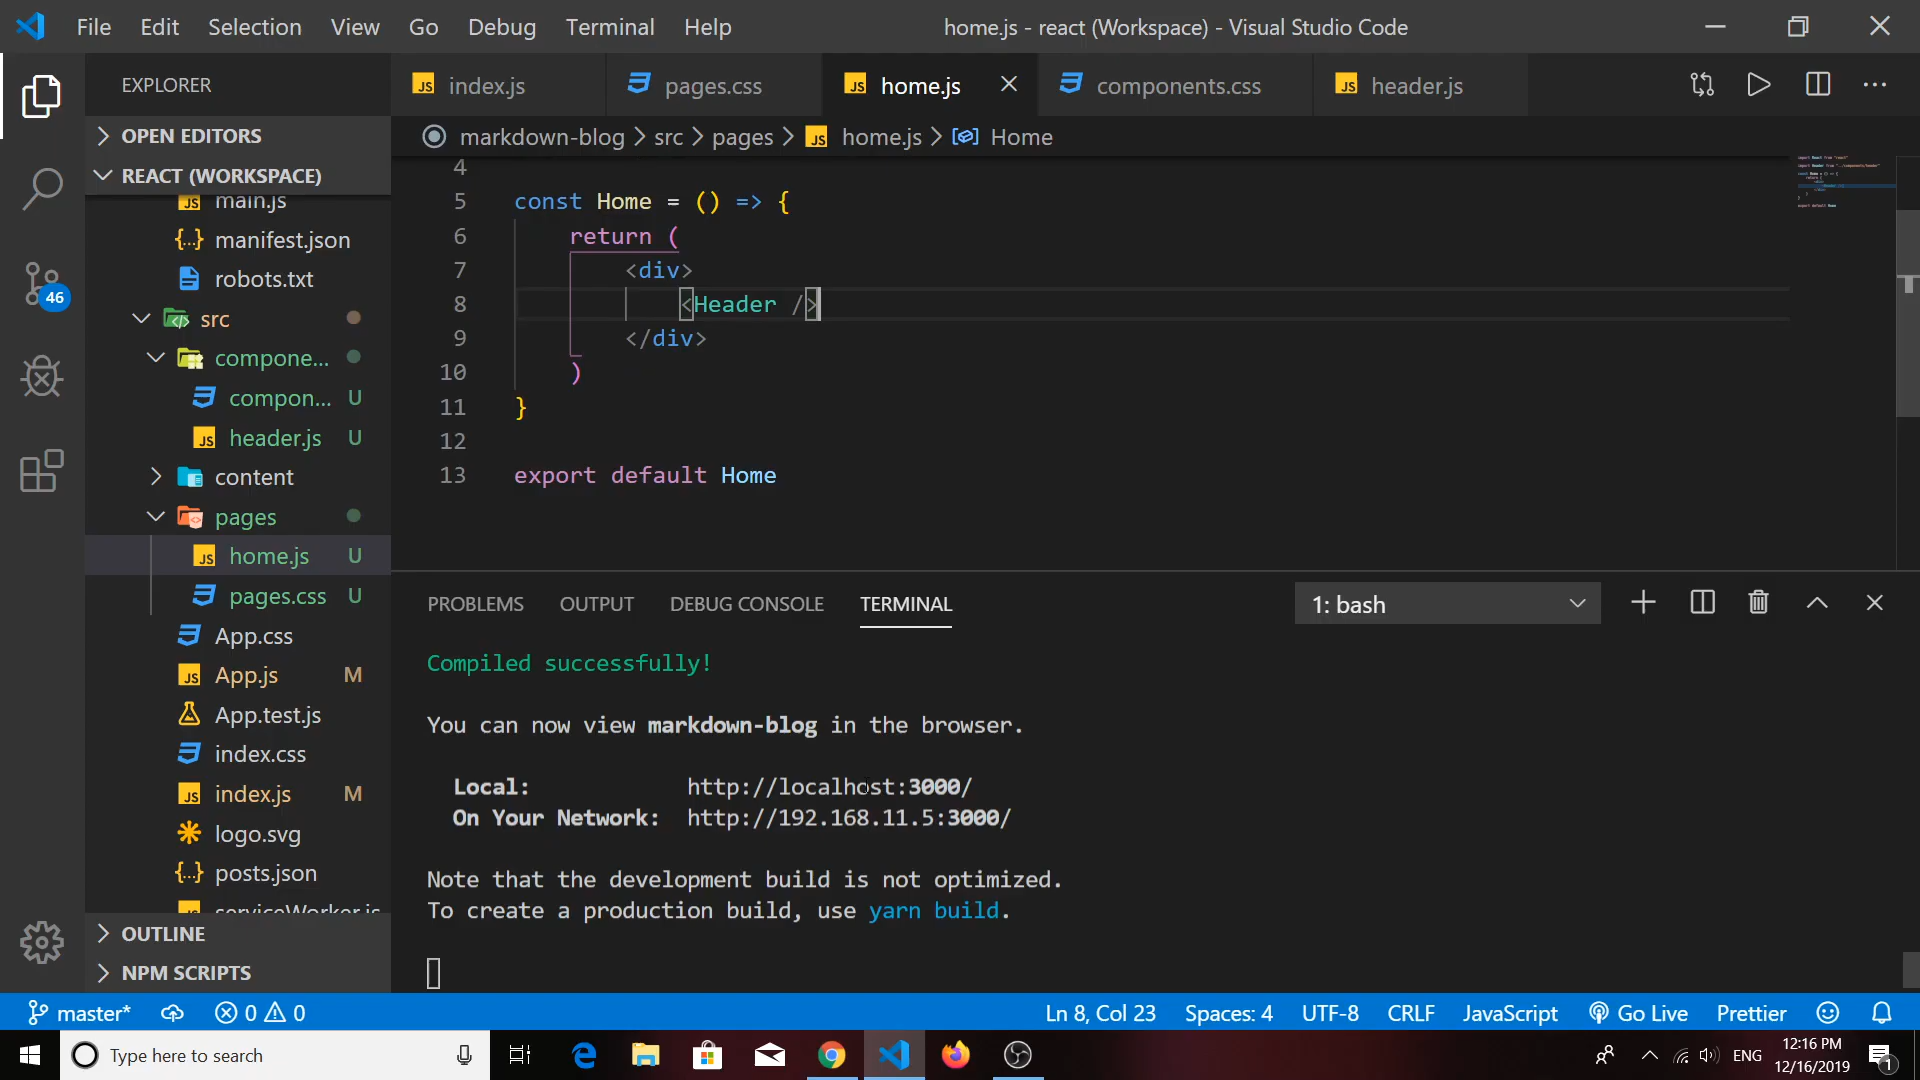 File Edit Selection View Go Debug Terminal Help home.js - react (Workspace) - Visual Studio Code
EXPLORER
index.js pages.css home.js components.css header.js
OPEN EDITORS
markdown-blog > src > pages > home.js > Home
REACT (WORKSPACE)
main.js
manifest.json
robots.txt
src
compone...
compon... U
header.js U
content
pages
home.js U
pages.css U
App.css
App.js M
App.test.js
index.css
index.js M
logo.svg
posts.json
serviceWorker.js
OUTLINE
NPM SCRIPTS
46
4
5 const Home = () => {
6 return (
7 <div>
8 <Header />
9 </div>
10 )
11 }
12
13 export default Home
PROBLEMS OUTPUT DEBUG CONSOLE TERMINAL 1: bash
Compiled successfully!
You can now view markdown-blog in the browser.
Local: http://localhost:3000/
On Your Network: http://192.168.11.5:3000/
Note that the development build is not optimized.
To create a production build, use yarn build.
master* 0 0 Ln 8, Col 23 Spaces: 4 UTF-8 CRLF JavaScript Go Live Prettier
Type here to search ENG 12:16 PM
12/16/2019 1